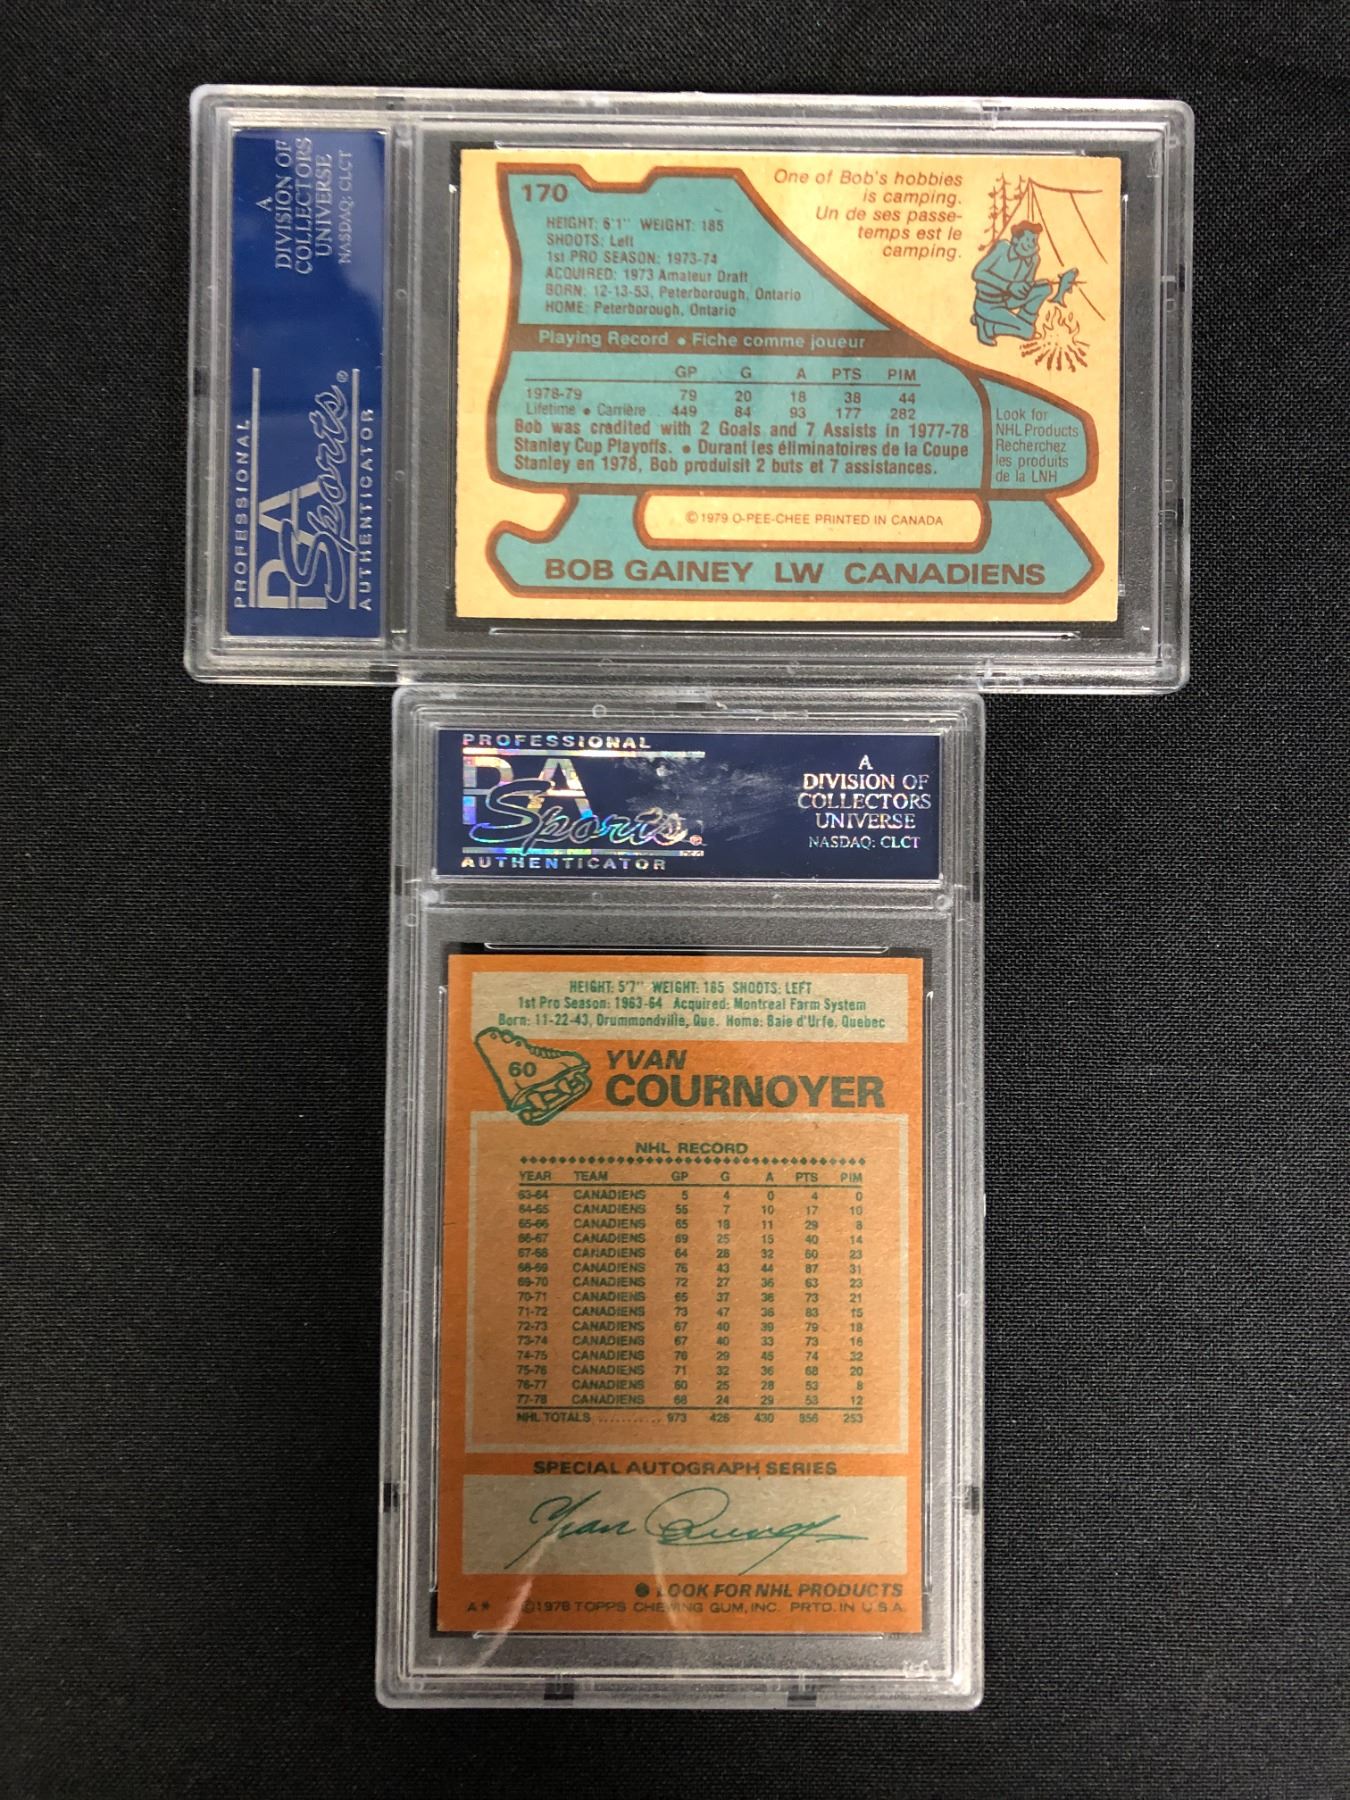 A
DIVISION OF
COLLECTORS
UNIVERSE
NASDAQ: CLCT
PROFESSIONAL
PSA
Sports®
AUTHENTICATOR
170
One of Bob's hobbies
is camping.
Un de ses passe-
temps est le
camping.
HEIGHT: 6'1" WEIGHT: 185
SHOOTS: Left
1st PRO SEASON: 1973-74
ACQUIRED: 1973 Amateur Draft
BORN: 12-13-53, Peterborough, Ontario
HOME: Peterborough, Ontario
Playing Record • Fiche comme joueur
GP G A PTS PIM
1978-79 79 20 18 38 44
Lifetime • Carrière .. 449 84 93 177 282
Bob was credited with 2 Goals and 7 Assists in 1977-78
Stanley Cup Playoffs. • Durant les éliminatoires de la Coupe
Stanley en 1978, Bob produisit 2 buts et 7 assistances.
Look for
NHL Products
Recherchez
les produits
de la LNH
© 1979 O-PEE-CHEE PRINTED IN CANADA
BOB GAINEY LW CANADIENS
PROFESSIONAL
PSA
Sports®
AUTHENTICATOR
A
DIVISION OF
COLLECTORS
UNIVERSE
NASDAQ: CLCT
HEIGHT: 5'7" WEIGHT: 165 SHOOTS: LEFT
1st Pro Season: 1963-64 Acquired: Montreal Farm System
Born: 11-22-43, Drummondville, Que. Home: Baie d'Urfe, Quebec
60
YVAN
COURNOYER
NHL RECORD
YEAR TEAM GP G A PTS PIM
63-64 CANADIENS 5 4 0 4 0
64-65 CANADIENS 55 7 10 17 10
65-66 CANADIENS 65 18 11 29 8
66-67 CANADIENS 69 25 15 40 14
67-68 CANADIENS 64 28 32 60 23
68-69 CANADIENS 76 43 44 87 31
69-70 CANADIENS 72 27 36 63 23
70-71 CANADIENS 65 37 36 73 21
71-72 CANADIENS 73 47 36 83 15
72-73 CANADIENS 67 40 39 79 18
73-74 CANADIENS 67 40 33 73 18
74-75 CANADIENS 76 29 45 74 32
75-76 CANADIENS 71 32 36 68 20
76-77 CANADIENS 60 25 28 53 8
77-78 CANADIENS 68 24 29 53 12
NHL TOTALS ........... 973 426 430 856 253
SPECIAL AUTOGRAPH SERIES
Yvan Cournoyer
● LOOK FOR NHL PRODUCTS
A* ©1978 TOPPS CHEWING GUM, INC. PRTD. IN U.S.A.